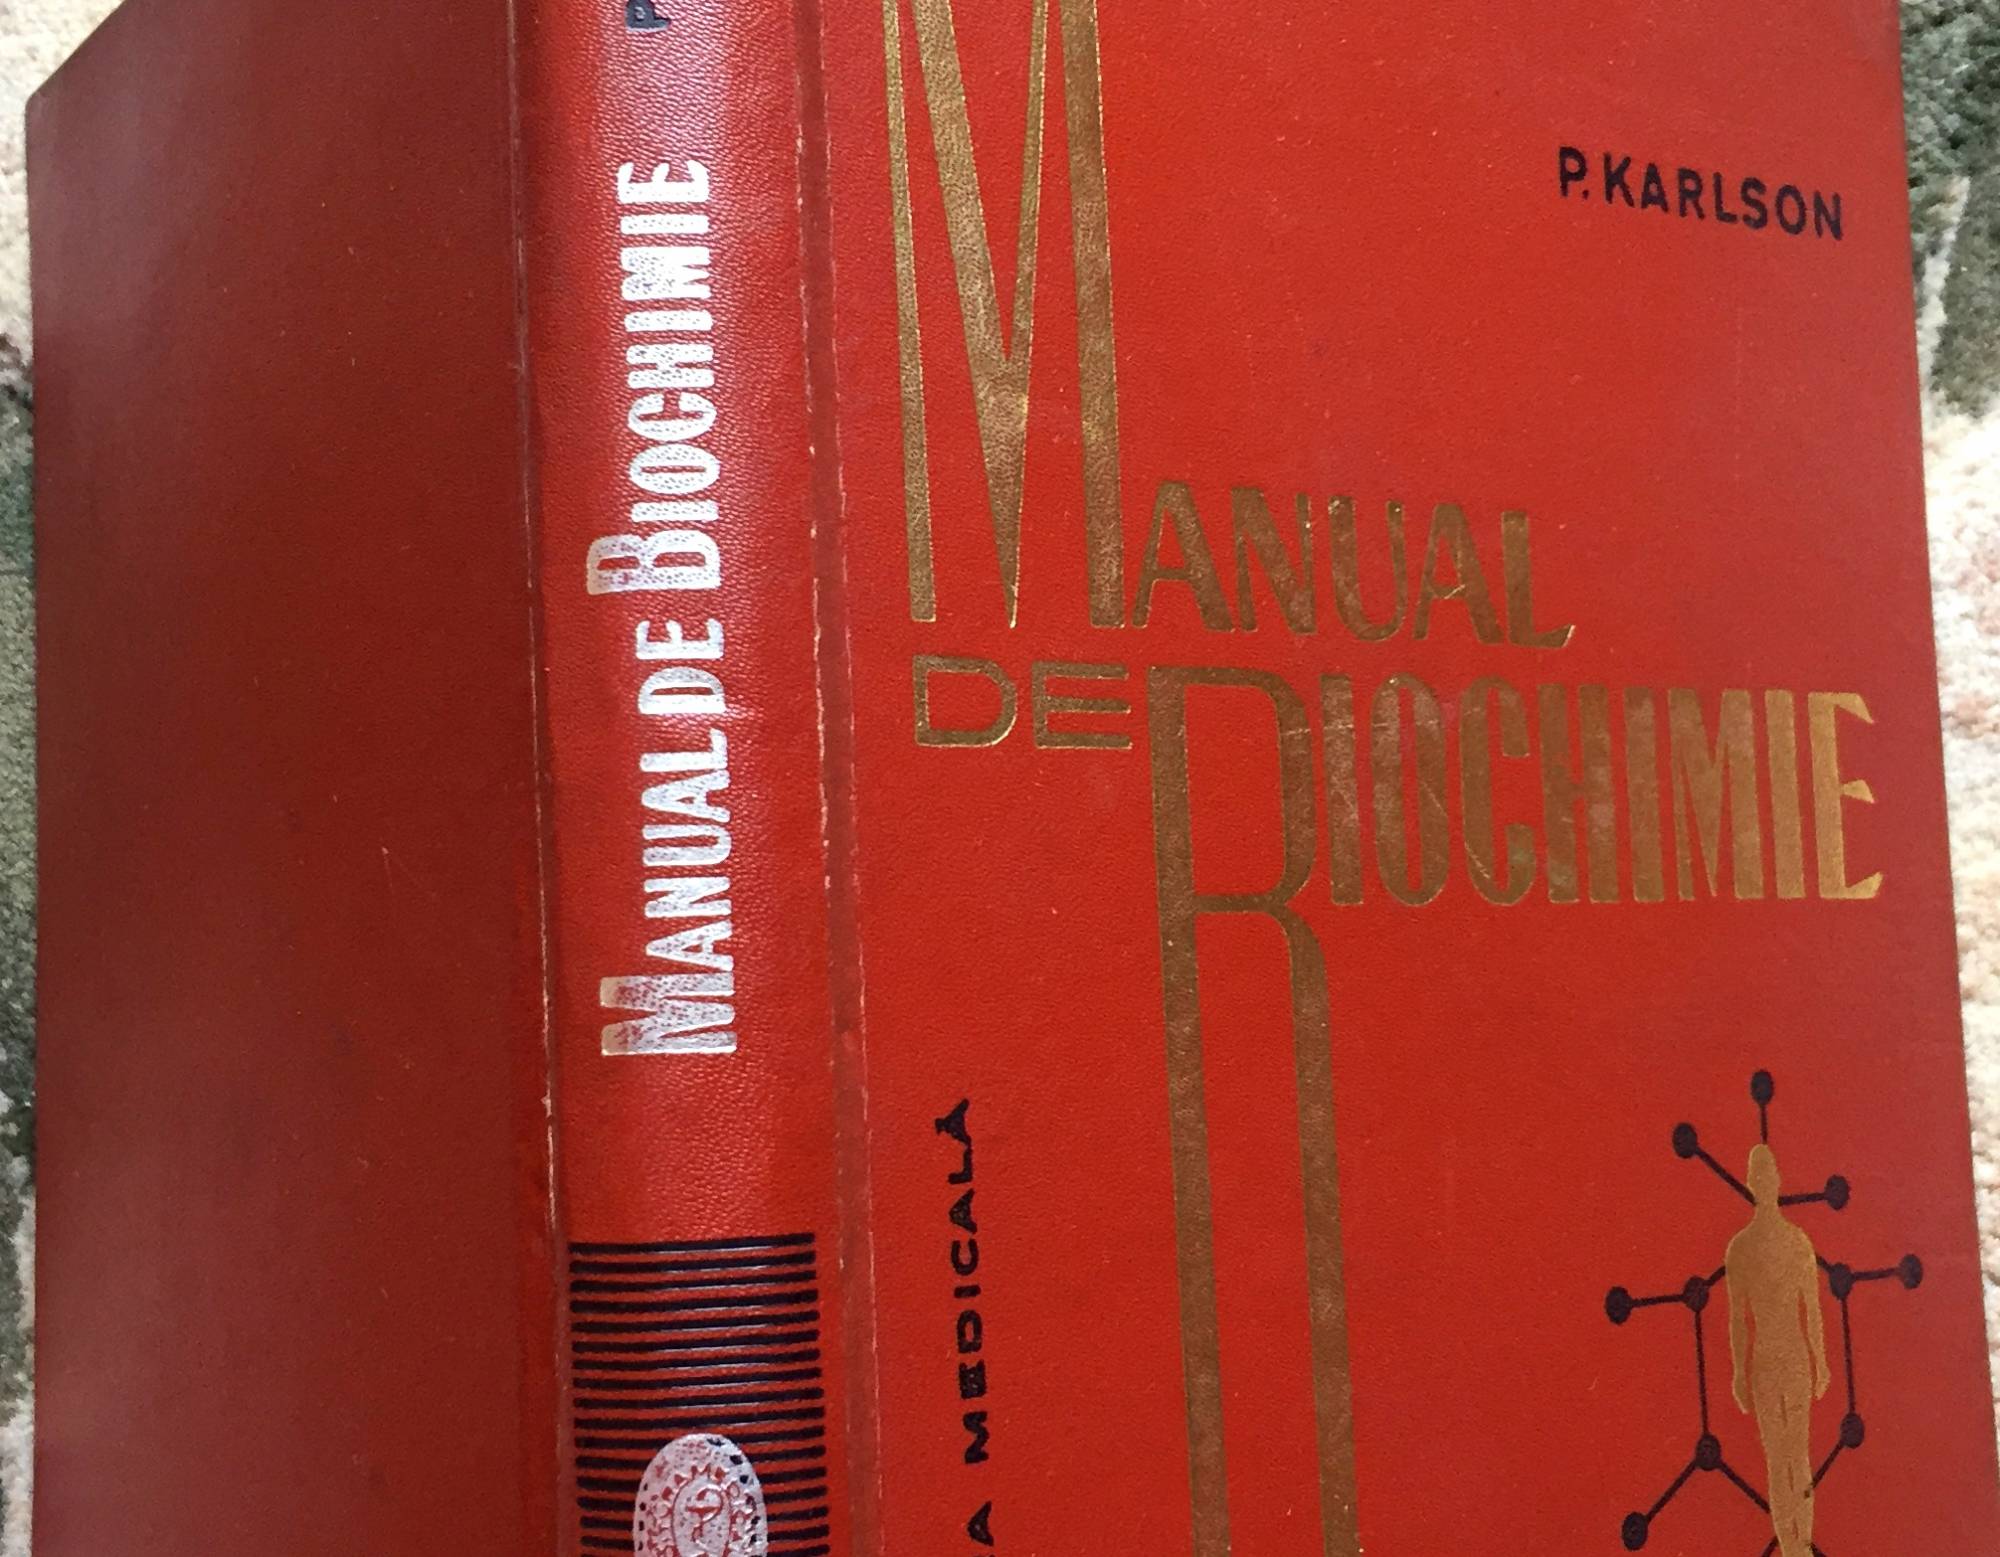 MANUAL DE BIOCHIMIE
P. KARLSON
MANUAL
DE BIOCHIMIE
MEDICALĂ